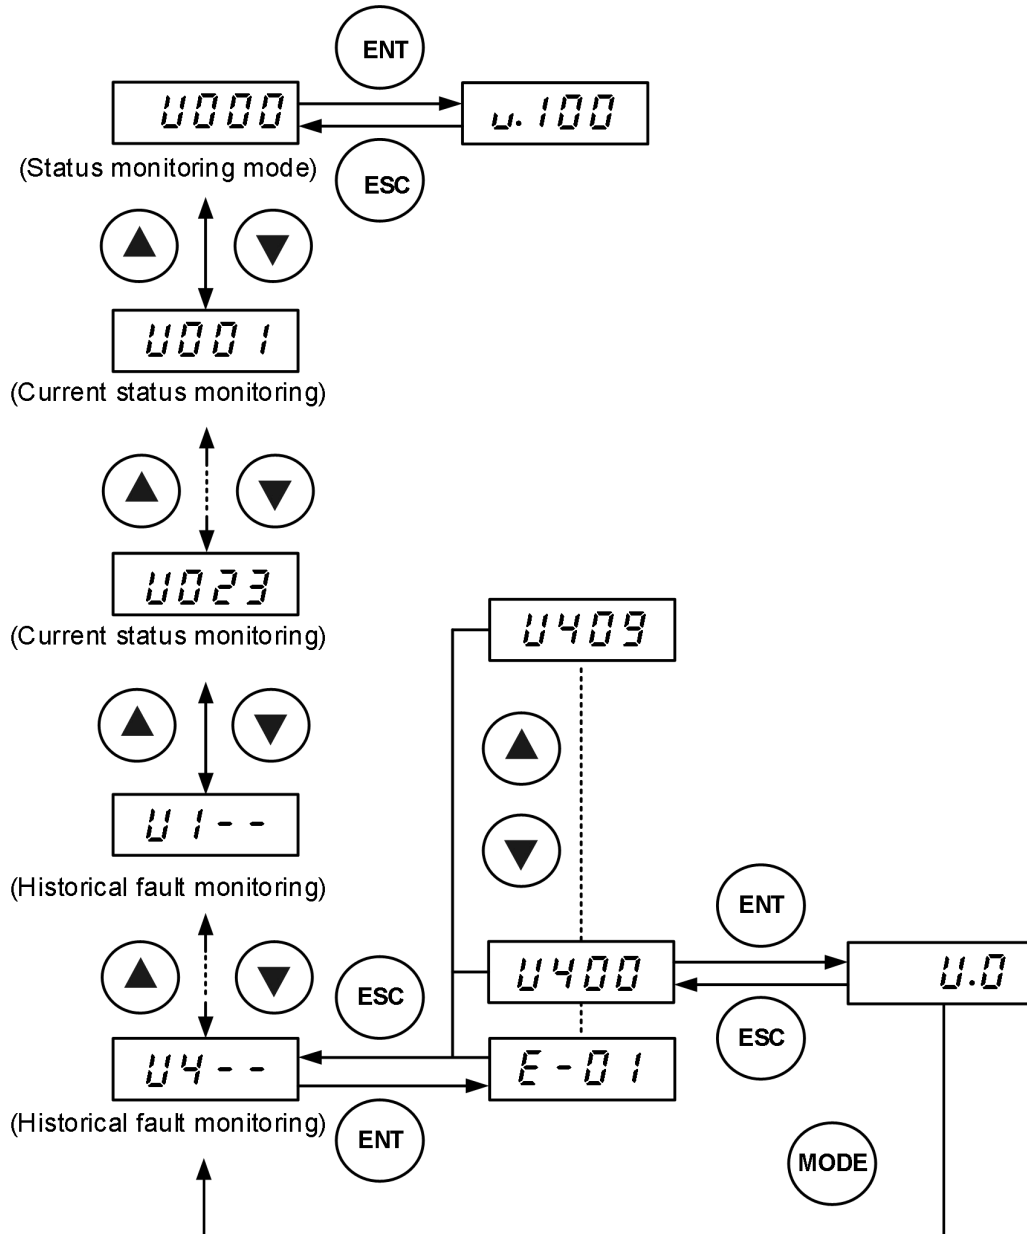 ENT
U000
u.100
(Status monitoring mode)
ESC
U001
(Current status monitoring)
U023
(Current status monitoring)
U409
U1--
(Historical fault monitoring)
ENT
U400
U.0
ESC
ESC
U4--
E-01
(Historical fault monitoring)
ENT
MODE